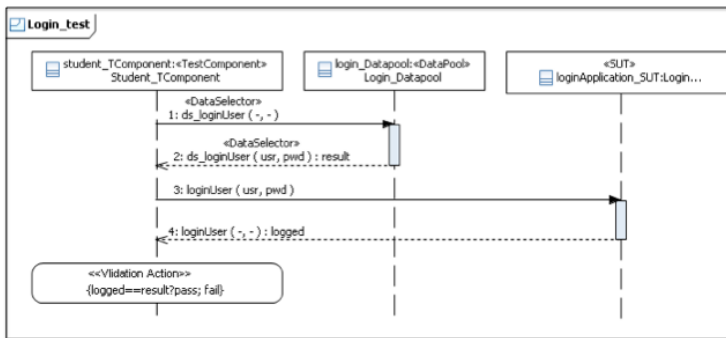 Login_test
student_TComponent:«TestComponent»
Student_TComponent
login_Datapool:«DataPool»
Login_Datapool
«SUT»
loginApplication_SUT:Login...
«DataSelector»
1: ds_loginUser ( -, - )
«DataSelector»
2: ds_loginUser ( usr, pwd ) : result
3: loginUser ( usr, pwd )
4: loginUser ( -, - ) : logged
<<Vlidation Action>>
{logged==result?pass; fail}